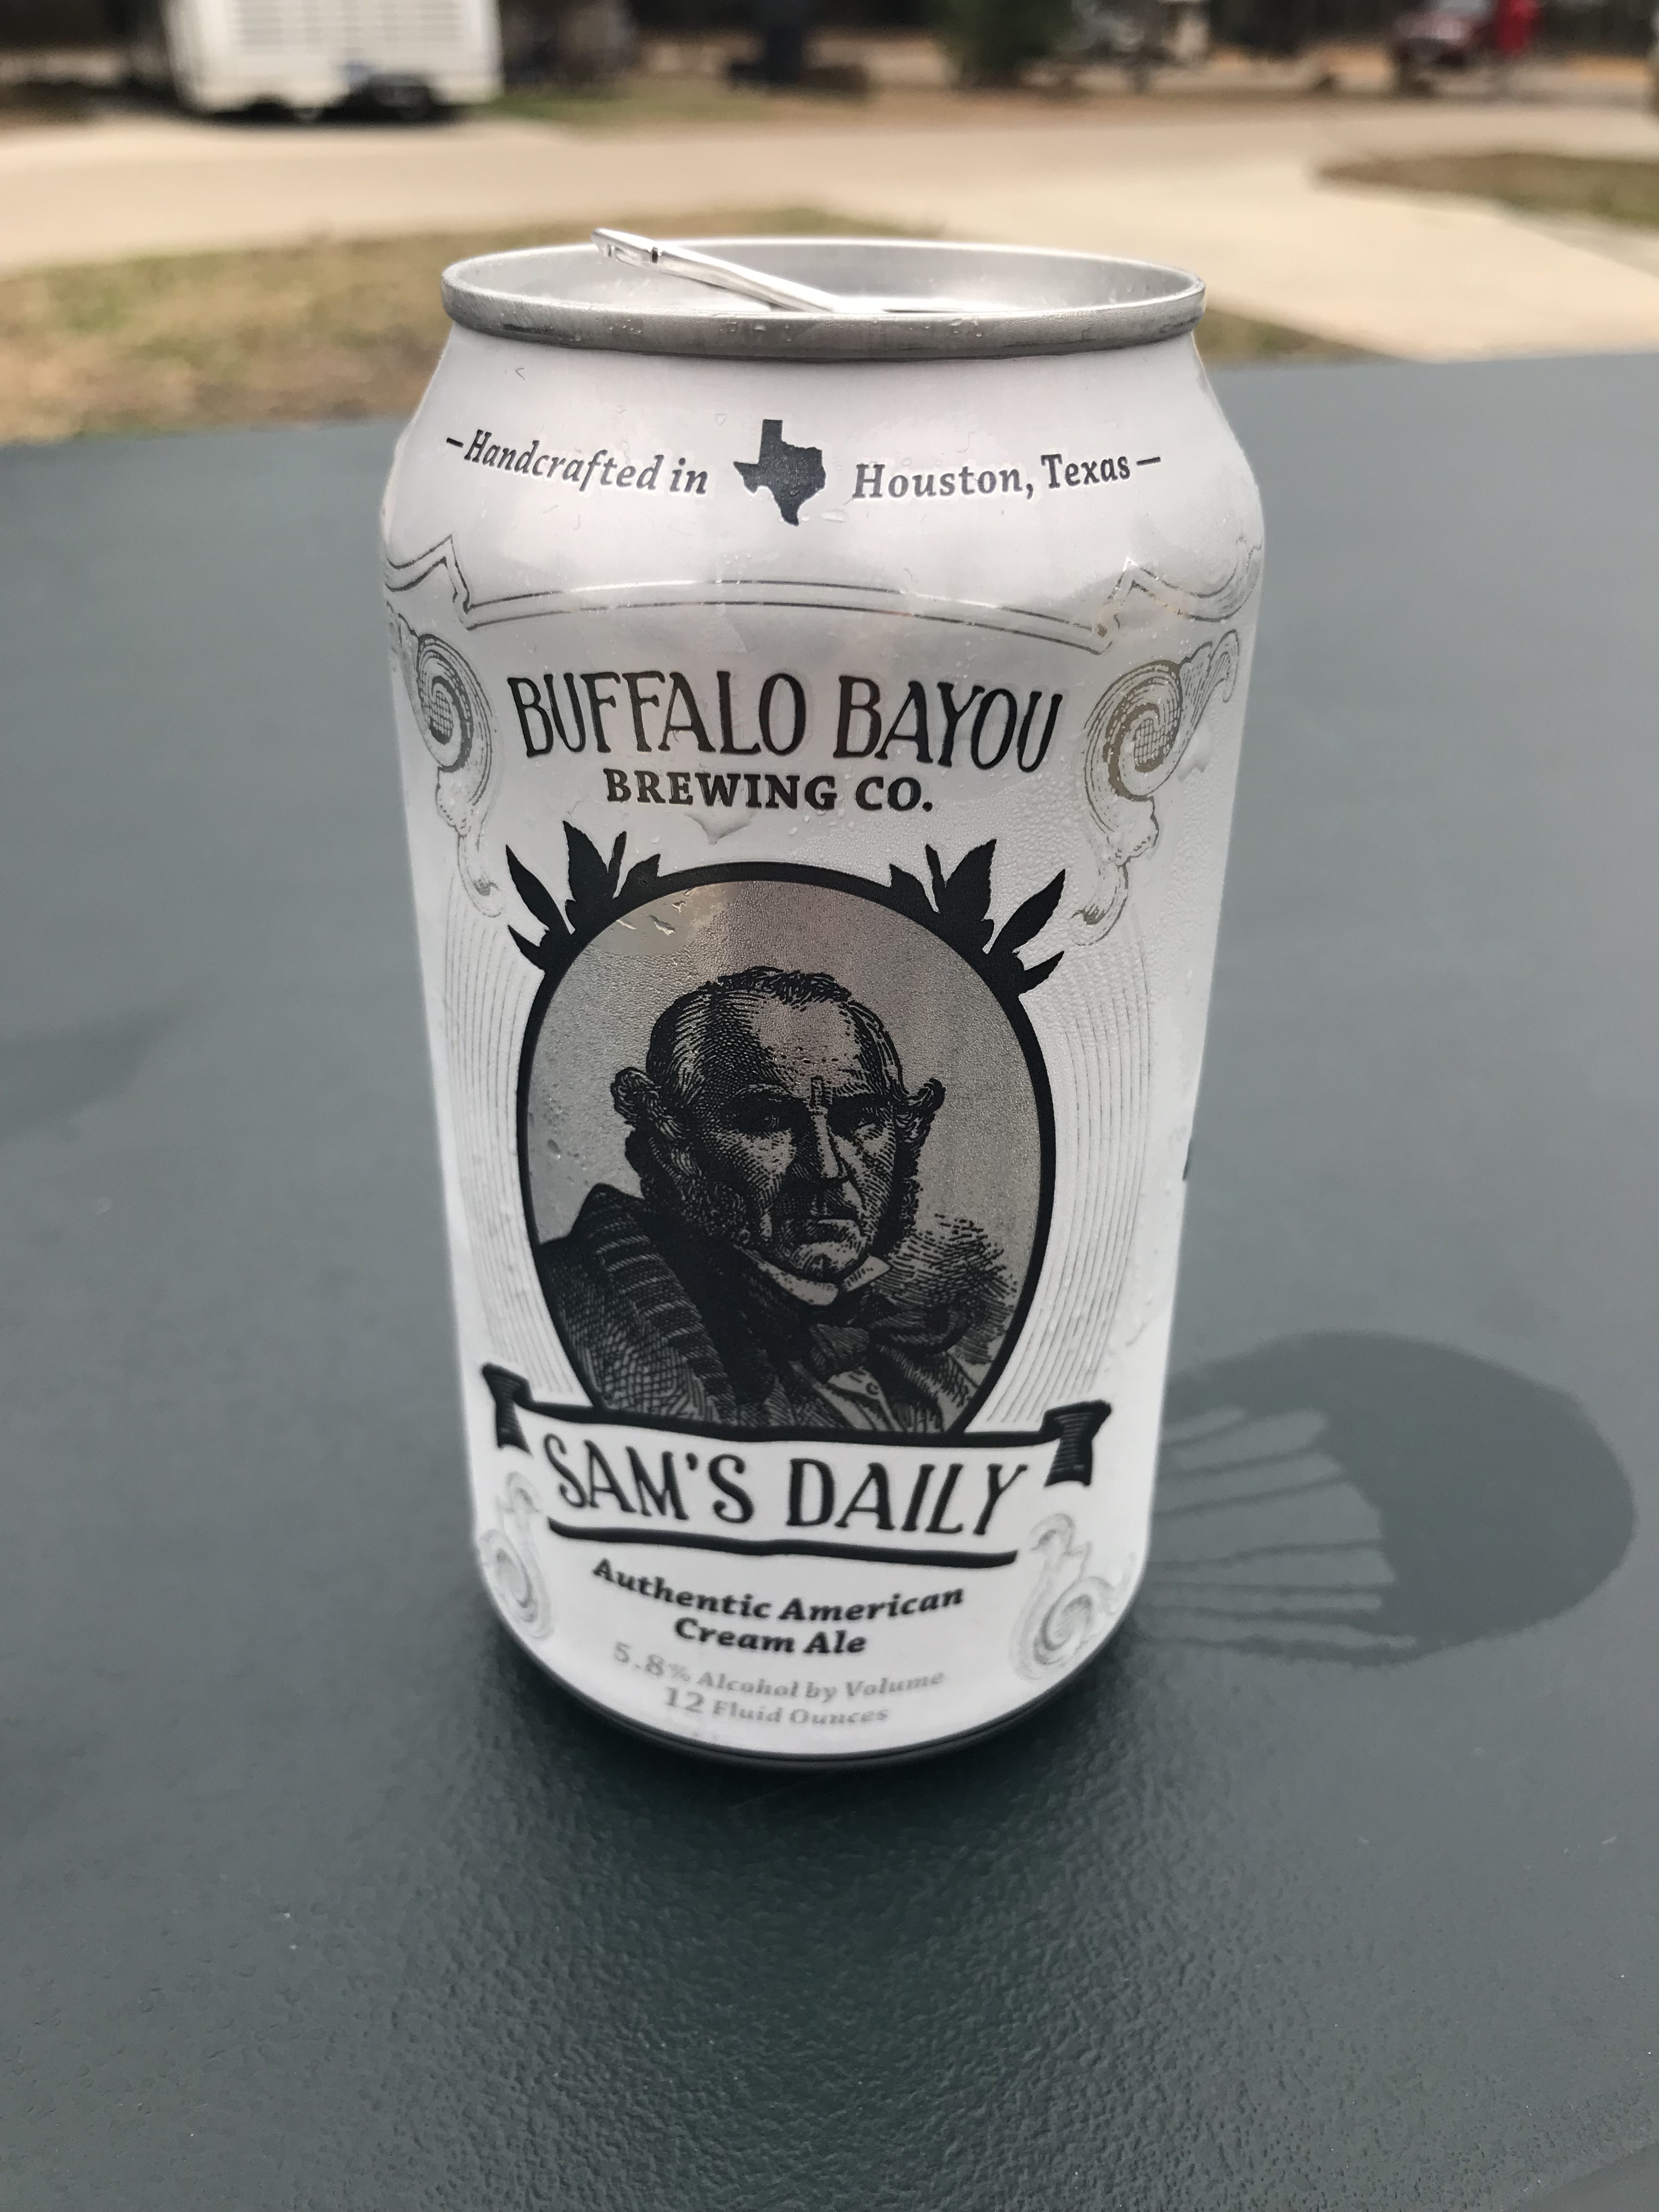 –Handcrafted in Houston, Texas–
BUFFALO BAYOU
BREWING CO.
SAM'S DAILY
Authentic American
Cream Ale
5.8% Alcohol by Volume
12 Fluid Ounces